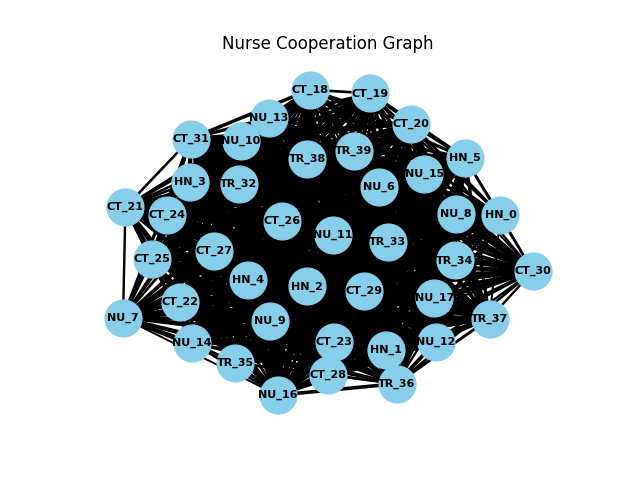 Nurse Cooperation Graph
CT_18
CT_19
NU_13
CT_20
CT_31
NU_10
TR_39
TR_38
HN_5
NU_15
HN_3
TR_32
NU_6
CT_21
CT_24
NU_8
HN_0
CT_26
NU_11
TR_33
CT_27
CT_25
TR_34
CT_30
HN_4
HN_2
CT_29
NU_17
CT_22
NU_7
NU_9
TR_37
NU_14
CT_23
NU_12
HN_1
TR_35
CT_28
TR_36
NU_16